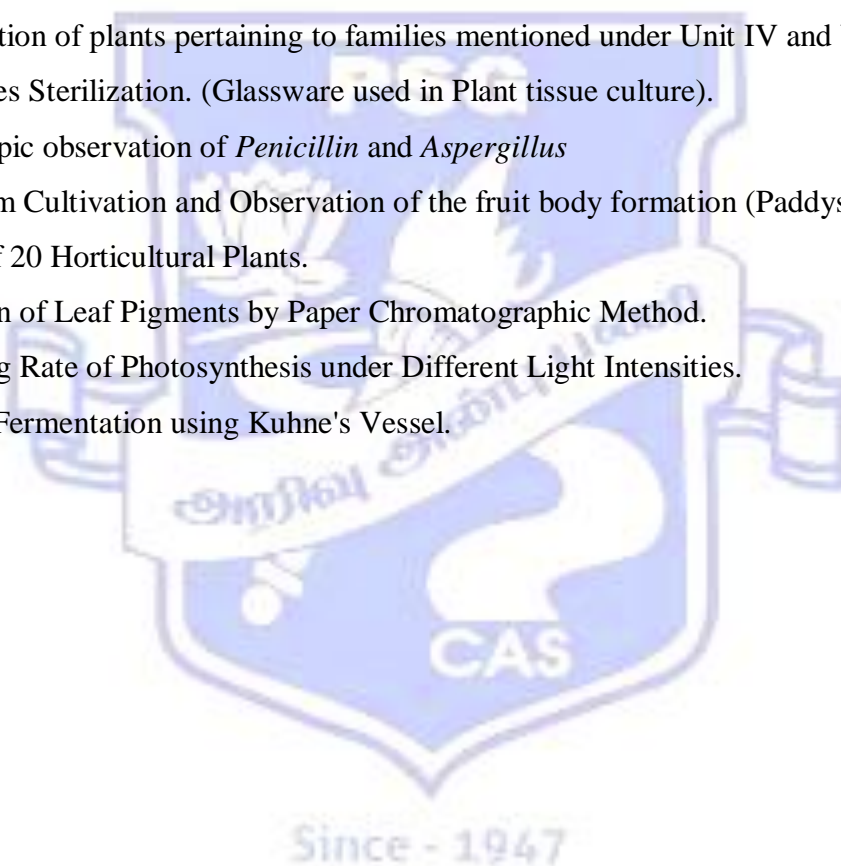 tion of plants pertaining to families mentioned under Unit IV and
es Sterilization. (Glassware used in Plant tissue culture).
pic observation of Penicillin and Aspergillus
m Cultivation and Observation of the fruit body formation (Paddys
f 20 Horticultural Plants.
n of Leaf Pigments by Paper Chromatographic Method.
g Rate of Photosynthesis under Different Light Intensities.
Fermentation using Kuhne's Vessel.
PSG
அறிவு
CAS
Since - 1947